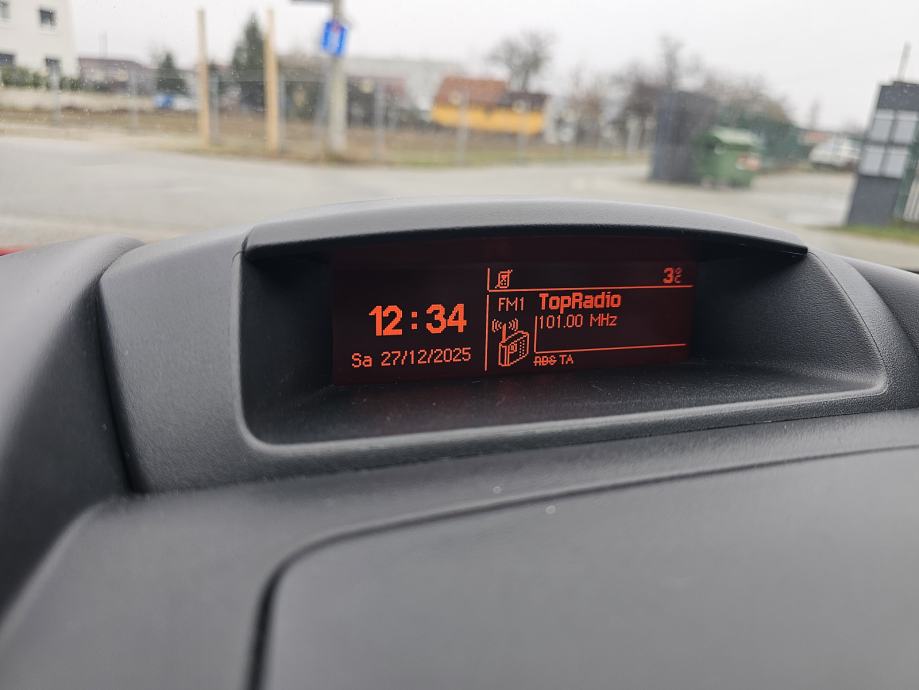 12:34
Sa 27/12/2025
3°C
FM1 TopRadio
101.00 MHz
RDS TA